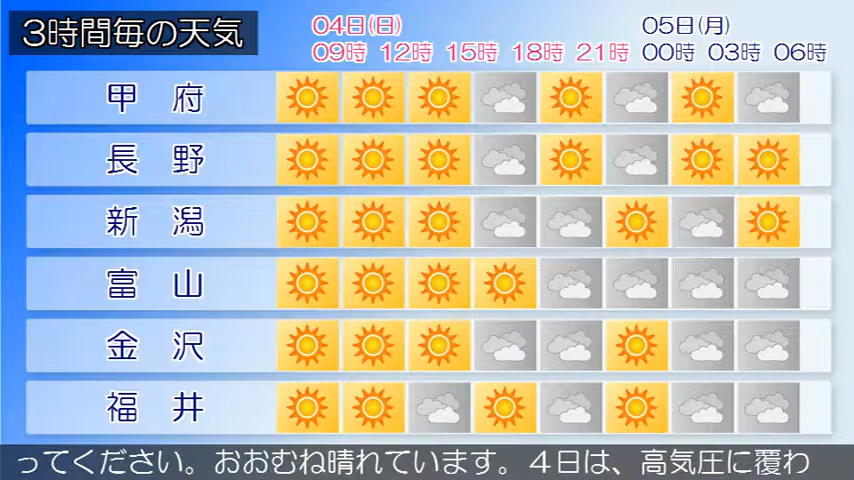 3時間毎の天気
04日(日) 05日(月)
09時 12時 15時 18時 21時 00時 03時 06時
甲府
長野
新潟
富山
金沢
福井
ってください。おおむね晴れています。４日は、高気圧に覆わ